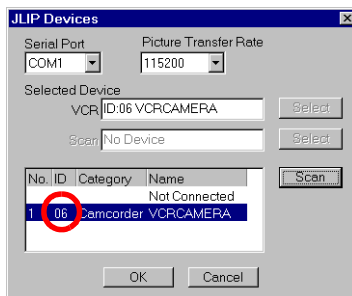 JLIP Devices
Serial Port Picture Transfer Rate
COM1 115200
Selected Device
VCR ID:06 VCRCAMERA Select
Scan No Device Select
No. ID Category Name Scan
Not Connected
1 06 Camcorder VCRCAMERA
OK Cancel